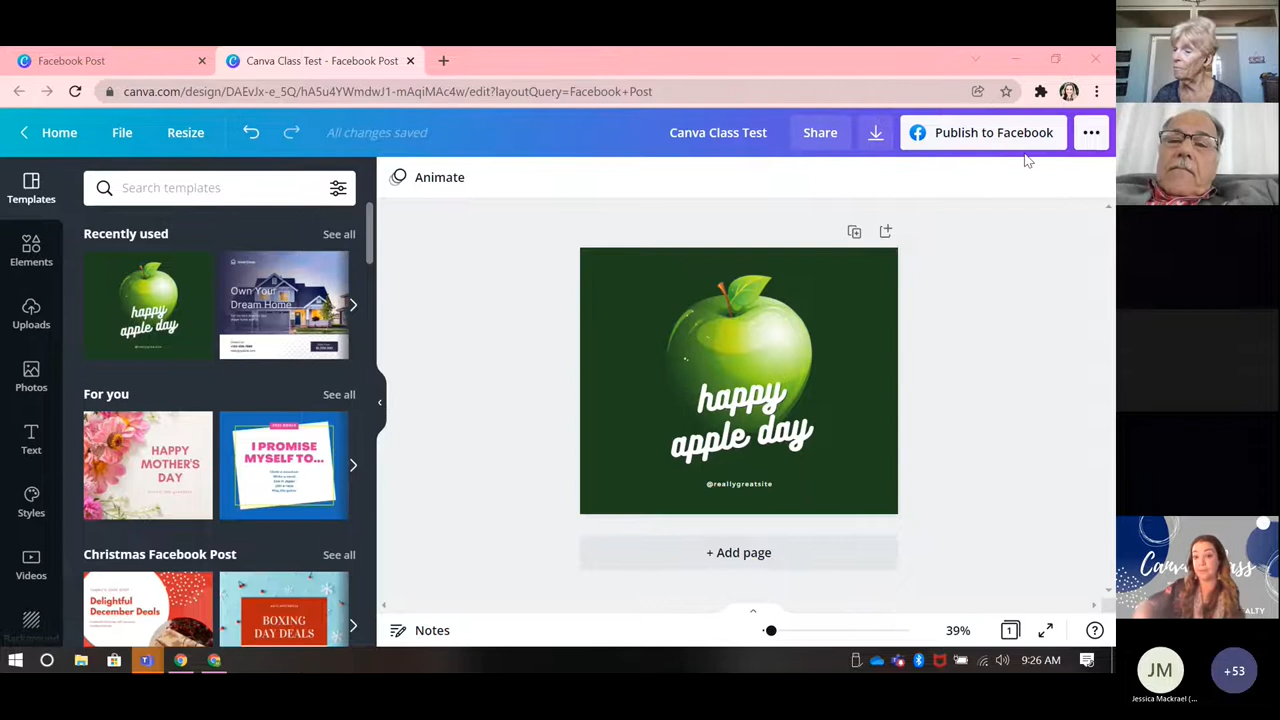 Facebook Post
Canva Class Test - Facebook Post
canva.com/design/DAEvJx-e_5Q/hA5u4YWmdwJ1-mAqiMAc4w/edit?layoutQuery=Facebook+Post
Home File Resize All changes saved Canva Class Test Share Publish to Facebook
Templates
Search templates
Animate
Recently used See all
happy
apple day
Own Your
Dream Home
Elements
Uploads
For you See all
HAPPY
MOTHER'S
DAY
I PROMISE
MYSELF TO...
Photos
Text
Styles
Christmas Facebook Post See all
Delightful
December Deals
BOXING
DAY DEALS
Videos
Background
happy
apple day
@reallygreatsite
+ Add page
Notes 39% 1
9:26 AM
ALTY
JM +53
Jessica Mackrael (...